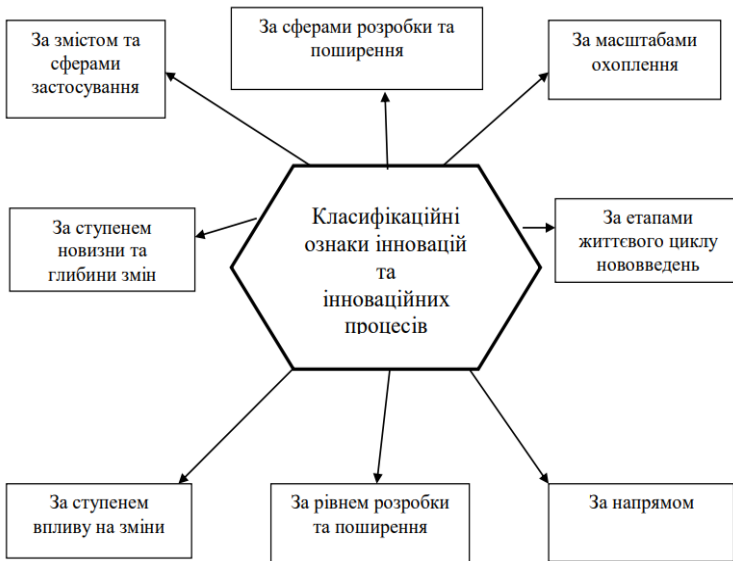 За змістом та
сферами
застосування
За сферами розробки та
поширення
За масштабами
охоплення
За ступенем
новизни та
глибини змін
Класифікаційні
ознаки інновацій
та
інноваційних
процесів
За етапами
життєвого циклу
нововведень
За ступенем
впливу на зміни
За рівнем розробки
та поширення
За напрямом